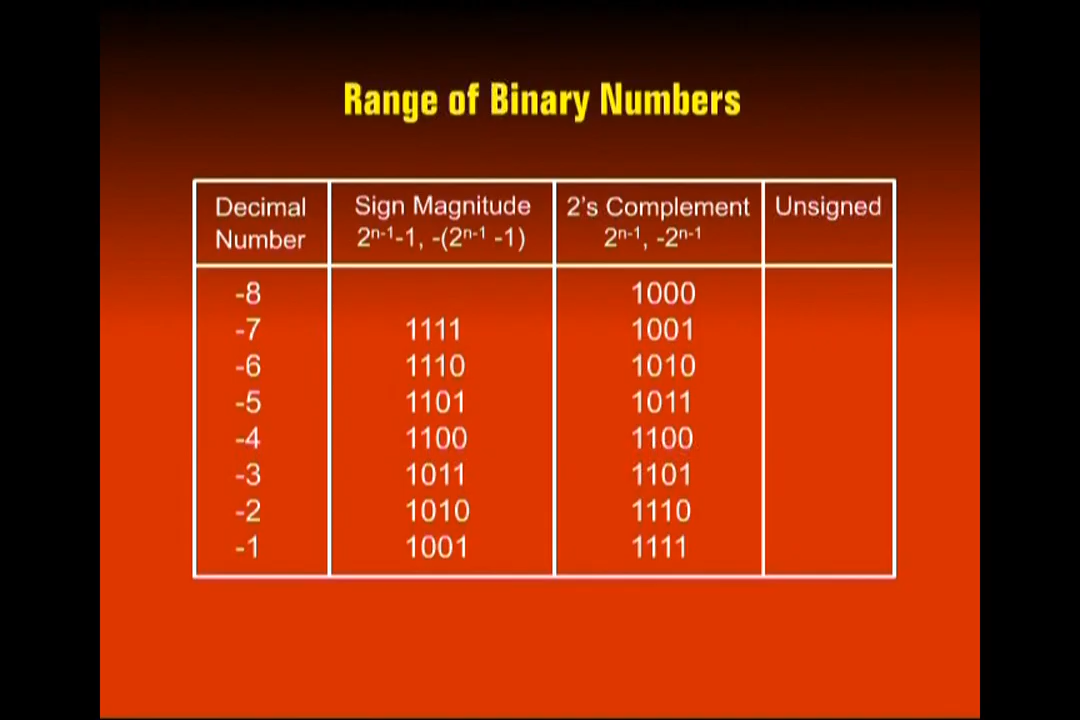 Range of Binary Numbers
Decimal Number | Sign Magnitude 2ⁿ⁻¹-1, -(2ⁿ⁻¹ -1) | 2's Complement 2ⁿ⁻¹, -2ⁿ⁻¹ | Unsigned
-8 | | 1000 |
-7 | 1111 | 1001 |
-6 | 1110 | 1010 |
-5 | 1101 | 1011 |
-4 | 1100 | 1100 |
-3 | 1011 | 1101 |
-2 | 1010 | 1110 |
-1 | 1001 | 1111 |